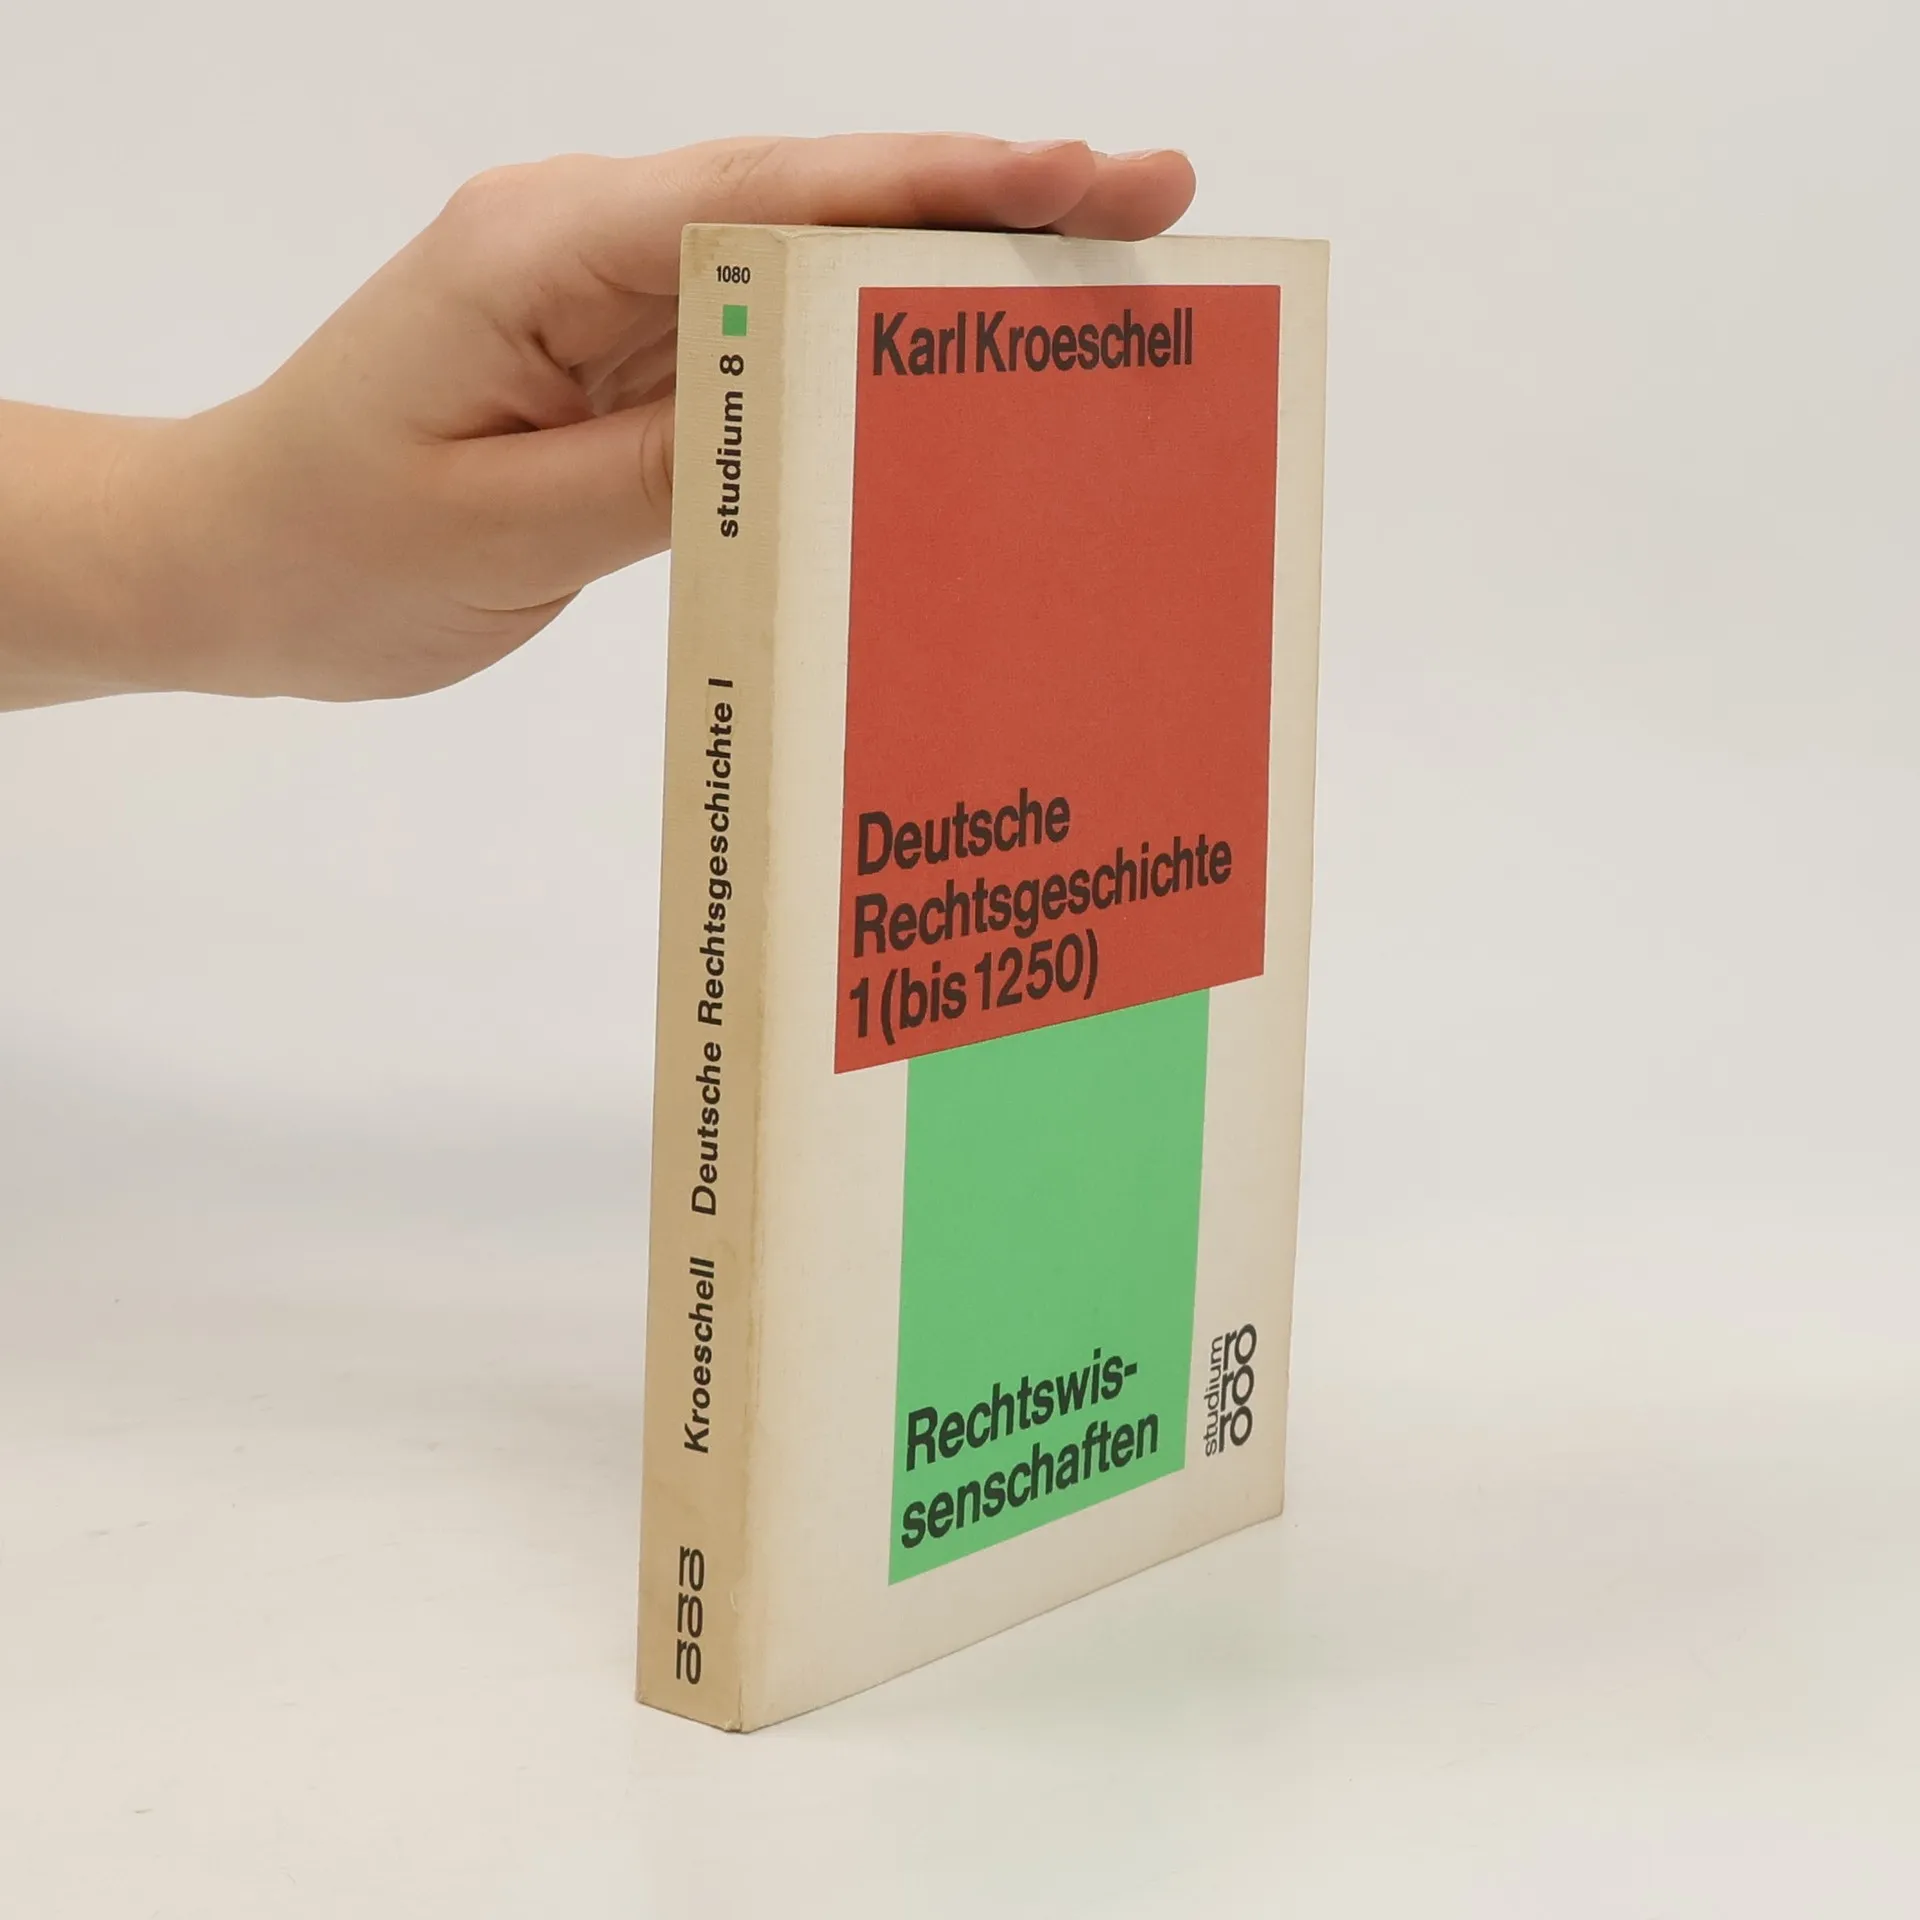 1080
studium 8
Kroeschell Deutsche Rechtsgeschichte I
ro
ro
ro
Karl Kroeschell
Deutsche
Rechtsgeschichte
1 (bis 1250)
Rechtswis-
senschaften
studium
ro
ro
ro